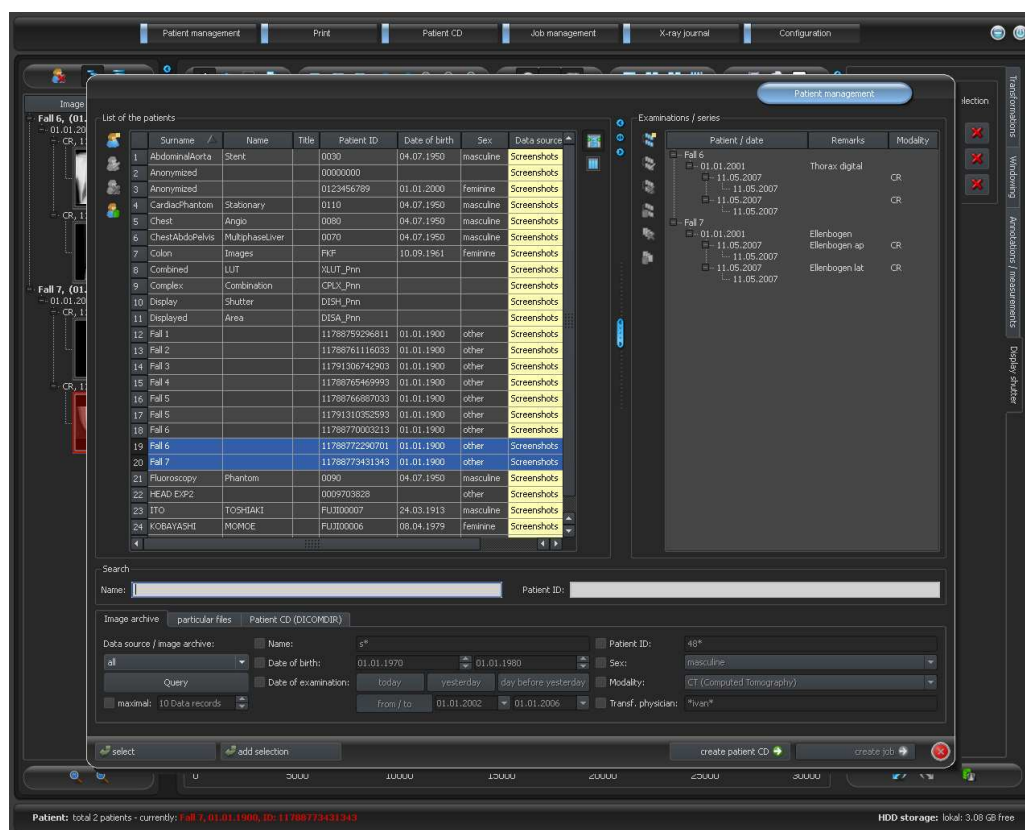 Patient management Print Patient CD Job management X-ray journal Configuration
Patient management
Image
List of the patients
Examinations / series
Surname Name Title Patient ID Date of birth Sex Data source
Patient / date Remarks Modality
1 AbdominalAorta Stent 0030 04.07.1950 masculine Screenshots
2 Anonymized 00000000 Screenshots
3 Anonymized 0123456789 01.01.2000 feminine Screenshots
4 CardiacPhantom Stationary 0110 04.07.1950 masculine Screenshots
5 Chest Angio 0080 04.07.1950 masculine Screenshots
6 ChestAbdoPelvis MultiphaseLiver 0070 04.07.1950 masculine Screenshots
7 Colon Images FKF 10.09.1961 feminine Screenshots
8 Combined LUT XLUT_Pnn Screenshots
9 Complex Combination CPLX_Pnn Screenshots
10 Display Shutter DISH_Pnn Screenshots
11 Displayed Area DISA_Pnn Screenshots
12 Fall 1 11788759296811 01.01.1900 other Screenshots
13 Fall 2 11788761116033 01.01.1900 other Screenshots
14 Fall 3 11791306742903 01.01.1900 other Screenshots
15 Fall 4 11788765469993 01.01.1900 other Screenshots
16 Fall 5 11788766887033 01.01.1900 other Screenshots
17 Fall 5 11791310352593 01.01.1900 other Screenshots
18 Fall 6 11788770003213 01.01.1900 other Screenshots
19 Fall 6 11788772290701 01.01.1900 other Screenshots
20 Fall 7 11788773431343 01.01.1900 other Screenshots
21 Fluoroscopy Phantom 0090 04.07.1950 masculine Screenshots
22 HEAD EXP2 0009703828 other Screenshots
23 ITO TOSHIAKI FUJI00007 24.03.1913 masculine Screenshots
24 KOBAYASHI MOMOE FUJI00006 08.04.1979 feminine Screenshots
Fall 6
01.01.2001 Thorax digital
11.05.2007 CR
11.05.2007
11.05.2007 CR
11.05.2007
Fall 7
01.01.2001 Ellenbogen
11.05.2007 Ellenbogen ap CR
11.05.2007
11.05.2007 Ellenbogen lat CR
11.05.2007
Fall 6, (01.
01.01.20
CR, 1
CR, 1
Fall 7, (01.
01.01.20
CR, 1
CR, 1
lection
Transformations
Windowing
Annotations / measurements
Display shutter
Search
Name: Patient ID:
Image archive particular files Patient CD (DICOMDIR)
Data source / image archive: Name: s* Patient ID: 48*
all Date of birth: 01.01.1970 01.01.1980 Sex: masculine
Query Date of examination: today yesterday day before yesterday Modality: CT (Computed Tomography)
maximal: 10 Data records from / to 01.01.2002 01.01.2006 Transf. physician: *ivan*
select add selection create patient CD create job
0 5000 10000 15000 20000 25000 30000
Patient: total 2 patients - currently: Fall 7, 01.01.1900, ID: 11788773431343 HDD storage: lokal: 3.08 GB free